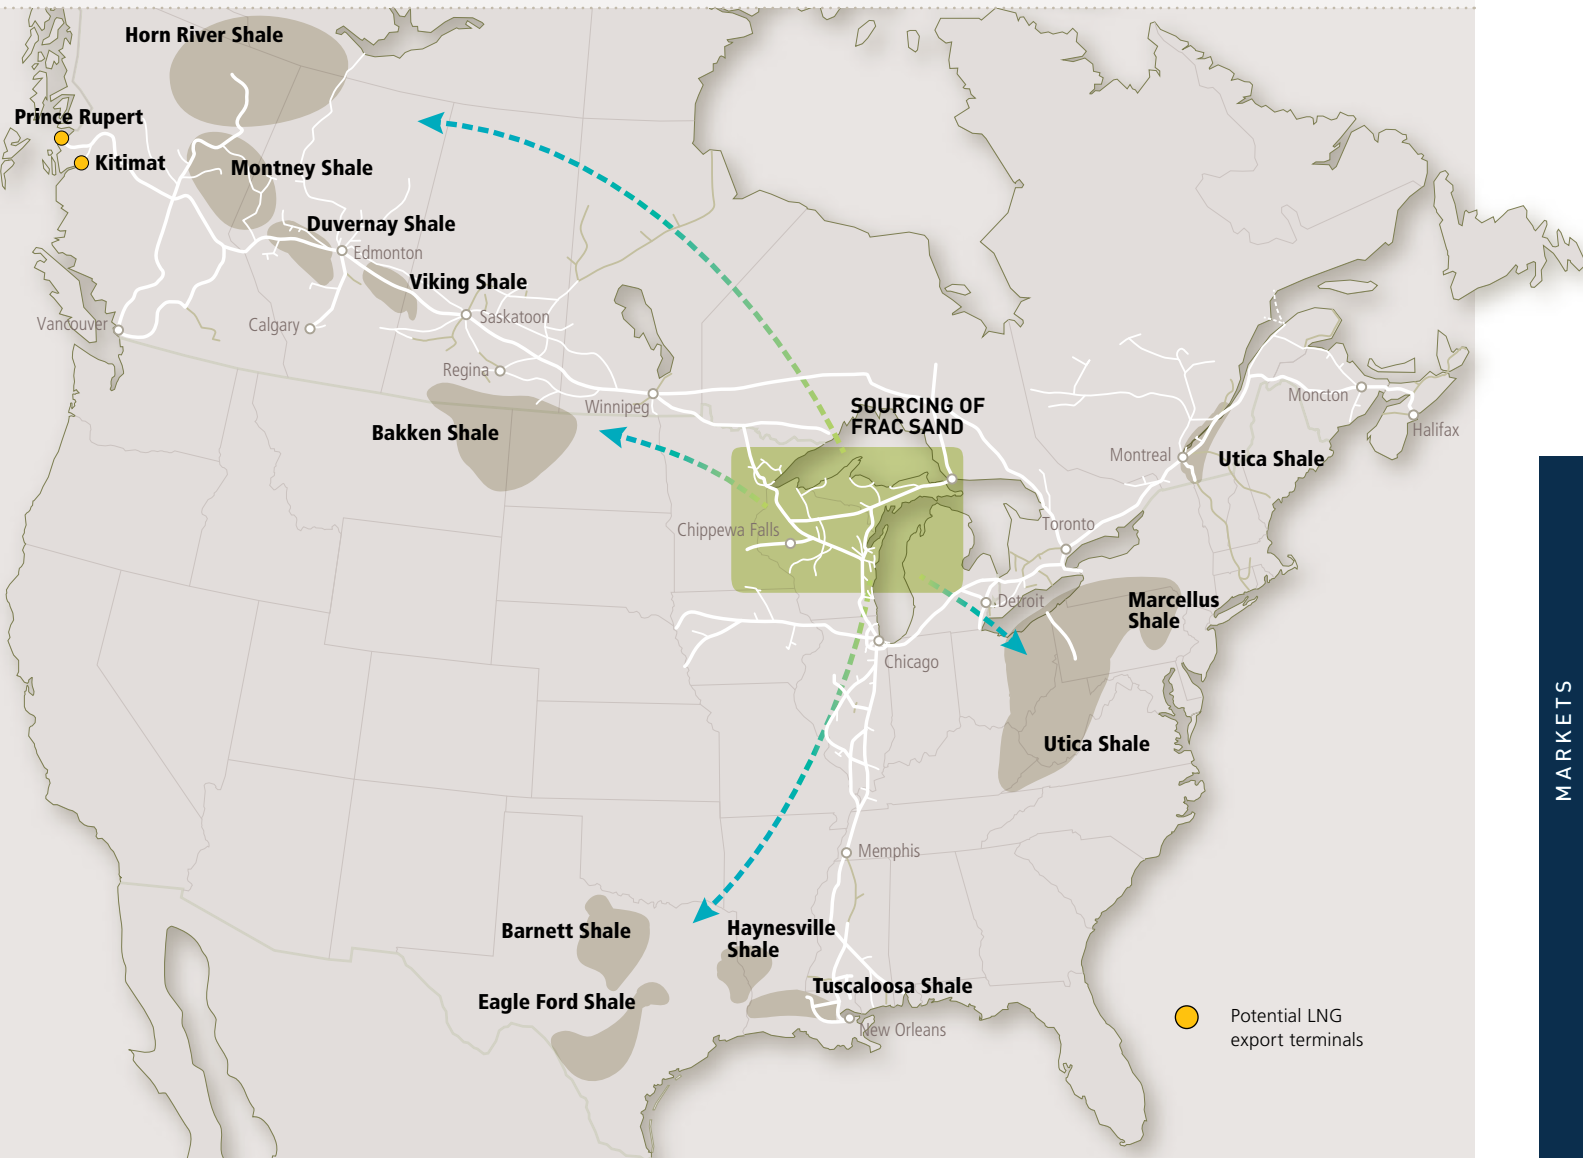 Horn River Shale
Prince Rupert
Kitimat
Montney Shale
Duvernay Shale
Edmonton
Viking Shale
Vancouver
Calgary
Saskatoon
Regina
Winnipeg
Bakken Shale
SOURCING OF
FRAC SAND
Moncton
Halifax
Montreal
Utica Shale
Chippewa Falls
Toronto
Detroit
Marcellus
Shale
Chicago
Utica Shale
MARKETS
Memphis
Barnett Shale
Haynesville
Shale
Eagle Ford Shale
Tuscaloosa Shale
New Orleans
Potential LNG
export terminals